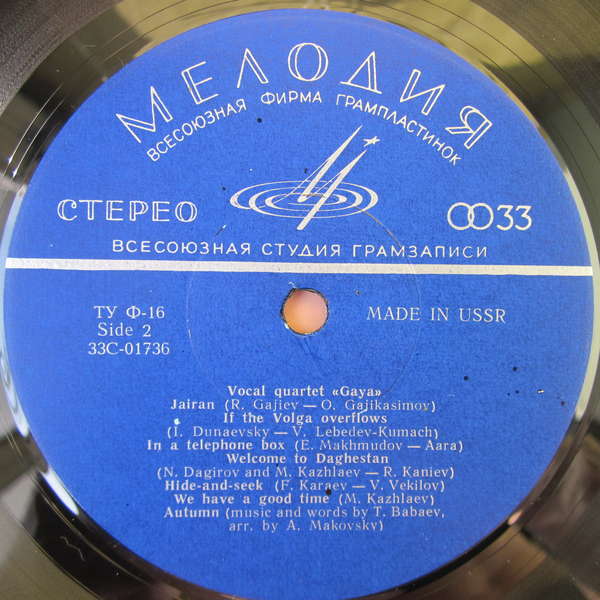 МЕЛОДИЯ
ВСЕСОЮЗНАЯ ФИРМА ГРАМПЛАСТИНОК
СТЕРЕО
33
ВСЕСОЮЗНАЯ СТУДИЯ ГРАМЗАПИСИ
ТУ Ф-16
Side 2
33С-01736
MADE IN USSR
Vocal quartet «Gaya»
Jairan (R. Gajiev — O. Gajikasimov)
If the Volga overflows
(I. Dunaevsky — V. Lebedev-Kumach)
In a telephone box (E. Makhmudov — Aara)
Welcome to Daghestan
(N. Dagirov and M. Kazhlaev — R. Kaniev)
Hide-and-seek (F. Karaev — V. Vekilov)
We have a good time (M. Kazhlaev)
Autumn (music and words by T. Babaev,
arr. by A. Makovsky)